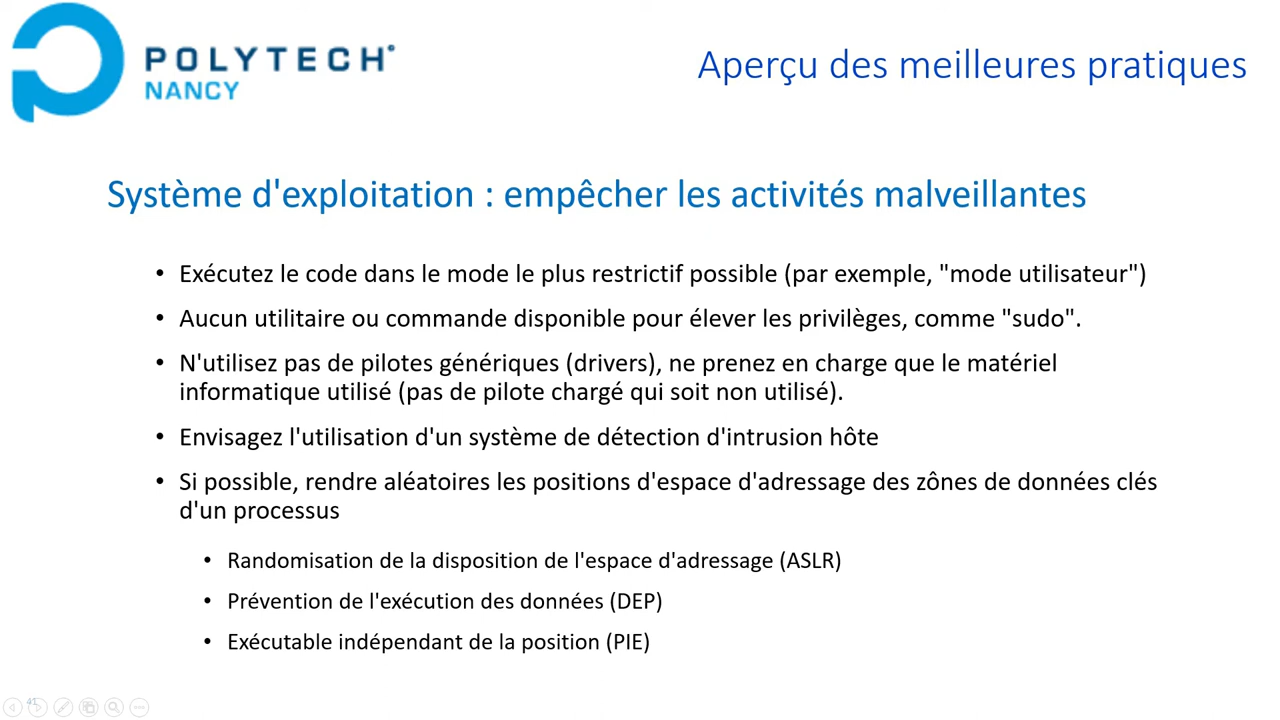 POLYTECH®
NANCY
Aperçu des meilleures pratiques
Système d'exploitation : empêcher les activités malveillantes
• Exécutez le code dans le mode le plus restrictif possible (par exemple, "mode utilisateur")
• Aucun utilitaire ou commande disponible pour élever les privilèges, comme "sudo".
• N'utilisez pas de pilotes génériques (drivers), ne prenez en charge que le matériel
informatique utilisé (pas de pilote chargé qui soit non utilisé).
• Envisagez l'utilisation d'un système de détection d'intrusion hôte
• Si possible, rendre aléatoires les positions d'espace d'adressage des zônes de données clés
d'un processus
• Randomisation de la disposition de l'espace d'adressage (ASLR)
• Prévention de l'exécution des données (DEP)
• Exécutable indépendant de la position (PIE)
41